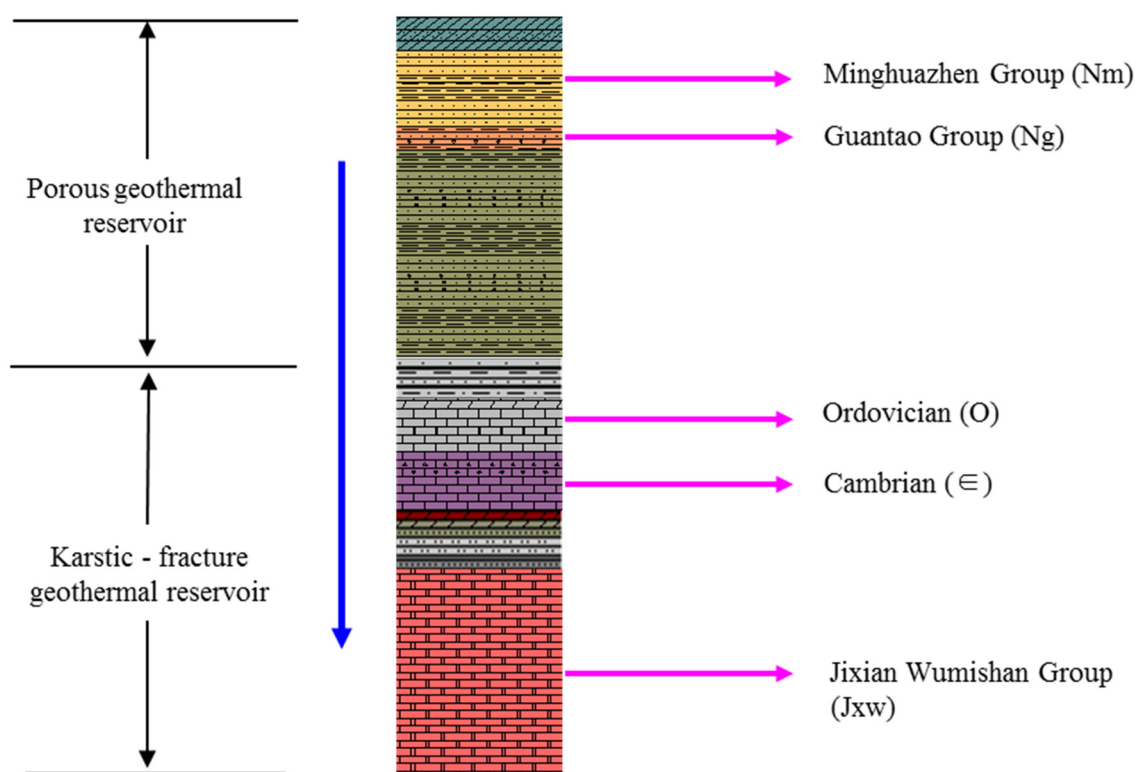 Minghuazhen Group (Nm)
Guantao Group (Ng)
Porous geothermal
reservoir
Ordovician (O)
Cambrian (∈)
Karstic - fracture
geothermal reservoir
Jixian Wumishan Group
(Jxw)